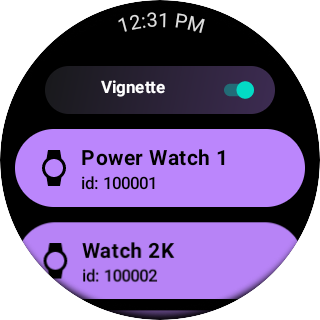 12:31 PM
Vignette
Power Watch 1
id: 100001
Watch 2K
id: 100002